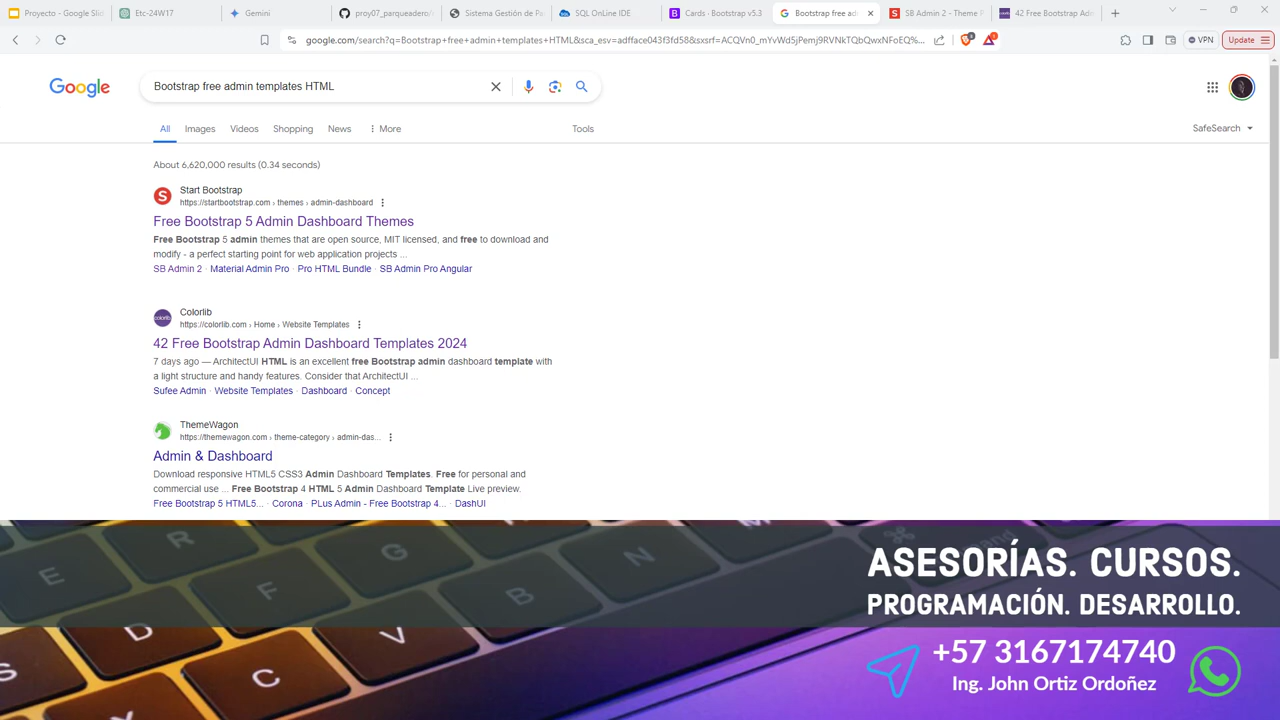 Proyecto - Google Slid
Etc-24W17
Gemini
proy07_parqueadero/
Sistema Gestión de Pa
SQL OnLine IDE
Cards · Bootstrap v5.3
Bootstrap free adm
SB Admin 2 - Theme P
42 Free Bootstrap Adm
google.com/search?q=Bootstrap+free+admin+templates+HTML&sca_esv=adfface043f3fd58&sxsrf=ACQVn0_mYvWd5jPemj9RVNkTQbQwxNFoEQ%...
VPN
Update
Google
Bootstrap free admin templates HTML
All
Images
Videos
Shopping
News
More
Tools
SafeSearch
About 6,620,000 results (0.34 seconds)
Start Bootstrap
https://startbootstrap.com › themes › admin-dashboard
Free Bootstrap 5 Admin Dashboard Themes
Free Bootstrap 5 admin themes that are open source, MIT licensed, and free to download and
modify - a perfect starting point for web application projects ...
SB Admin 2 · Material Admin Pro · Pro HTML Bundle · SB Admin Pro Angular
colorlib
Colorlib
https://colorlib.com › Home › Website Templates
42 Free Bootstrap Admin Dashboard Templates 2024
7 days ago — ArchitectUI HTML is an excellent free Bootstrap admin dashboard template with
a light structure and handy features. Consider that ArchitectUI ...
Sufee Admin · Website Templates · Dashboard · Concept
ThemeWagon
https://themewagon.com › theme-category › admin-das...
Admin & Dashboard
Download responsive HTML5 CSS3 Admin Dashboard Templates. Free for personal and
commercial use ... Free Bootstrap 4 HTML 5 Admin Dashboard Template Live preview.
Free Bootstrap 5 HTML5... · Corona · PLus Admin - Free Bootstrap 4... · DashUI
ASESORÍAS. CURSOS.
PROGRAMACIÓN. DESARROLLO.
+57 3167174740
Ing. John Ortiz Ordoñez